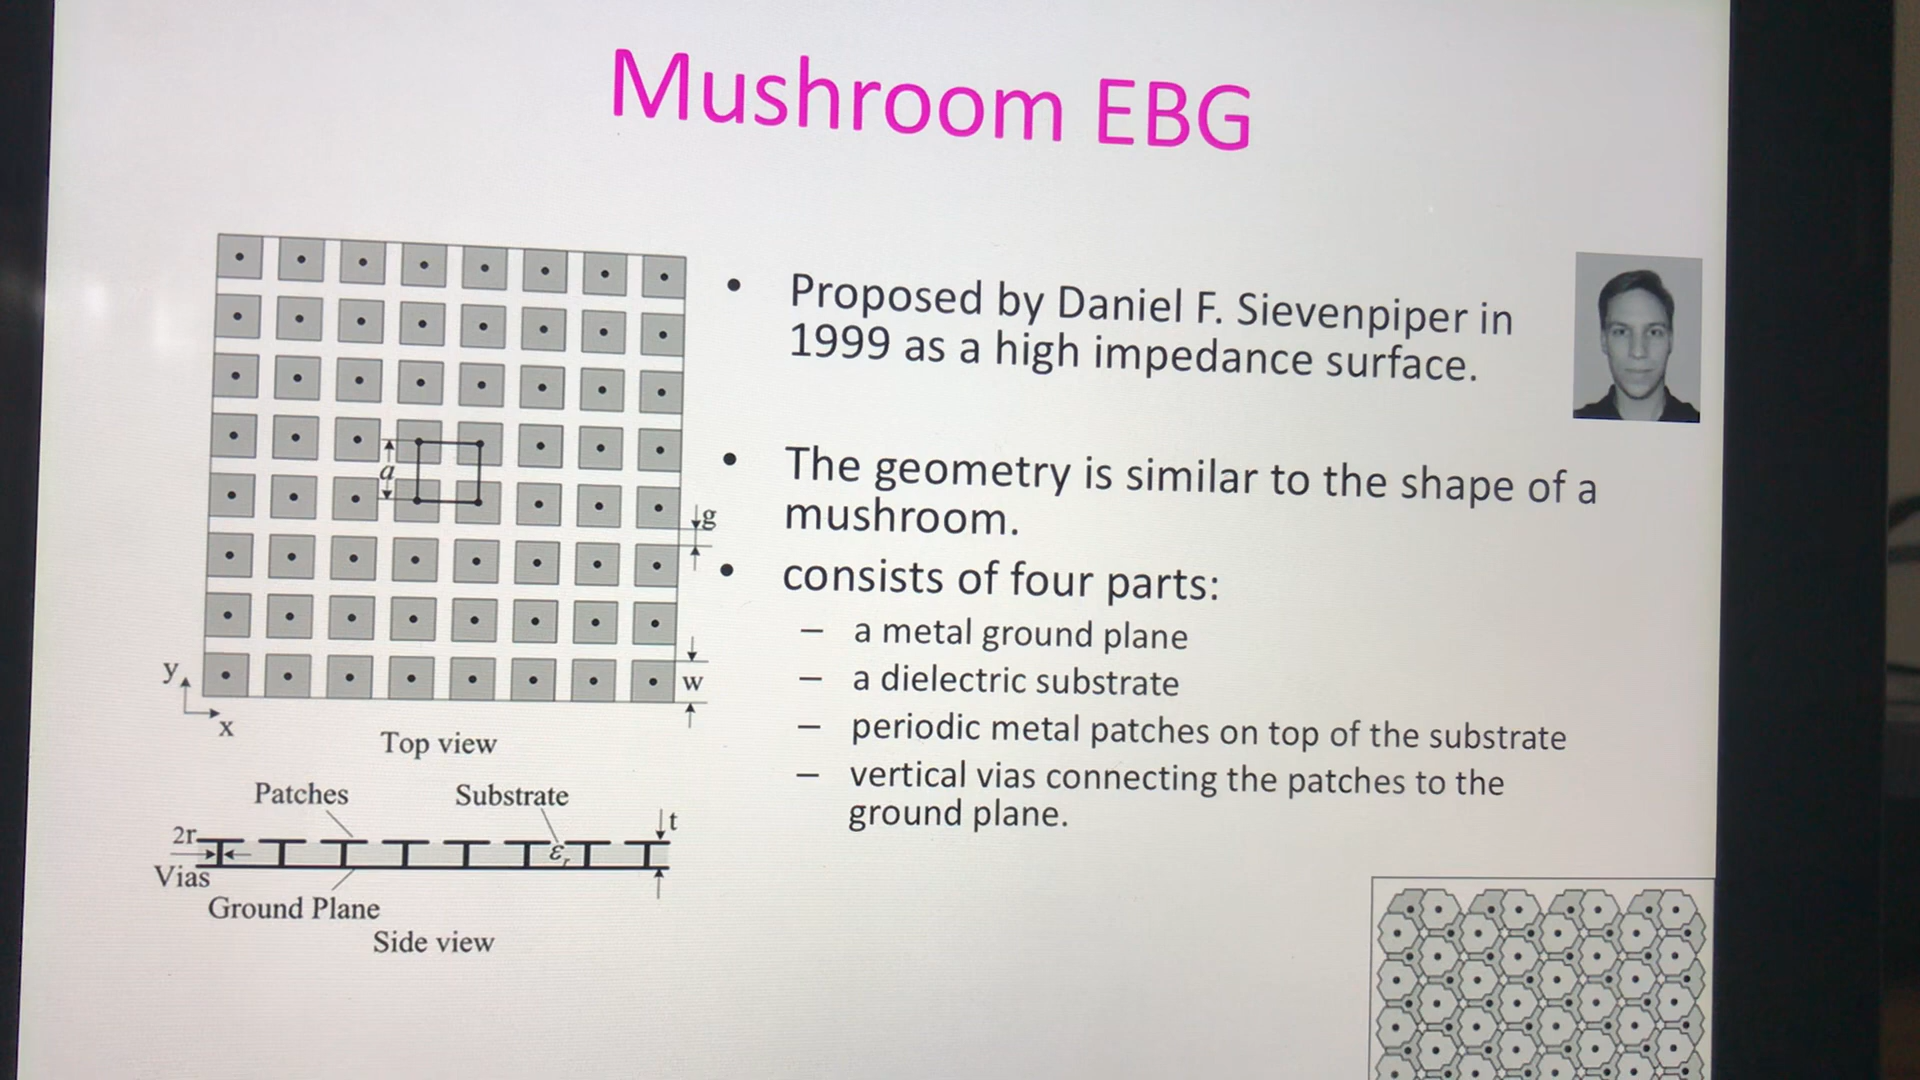 Mushroom EBG
• Proposed by Daniel F. Sievenpiper in
1999 as a high impedance surface.
• The geometry is similar to the shape of a
mushroom.
• consists of four parts:
– a metal ground plane
– a dielectric substrate
– periodic metal patches on top of the substrate
– vertical vias connecting the patches to the
ground plane.
a
g
w
y
x
Top view
Patches
Substrate
2r
t
εr
Vias
Ground Plane
Side view